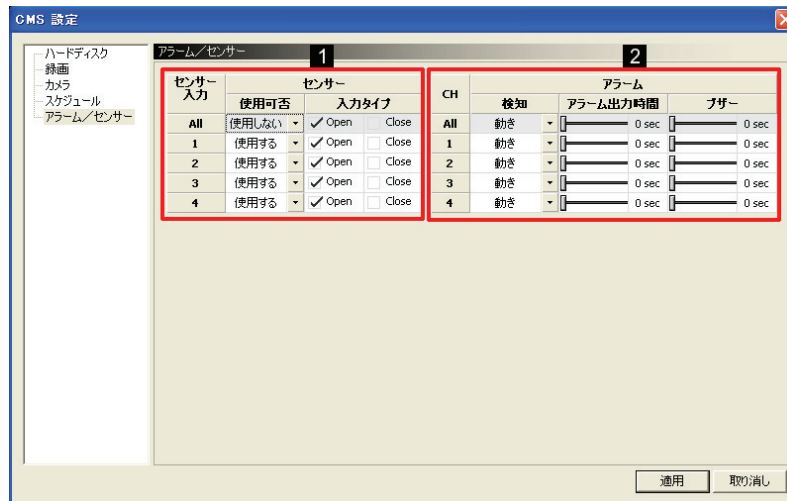 CMS 設定
ハードディスク
録画
カメラ
スケジュール
アラーム／センサー
アラーム／センサー
1
2
センサー入力 センサー
使用可否 入力タイプ
All 使用しない Open Close
1 使用する Open Close
2 使用する Open Close
3 使用する Open Close
4 使用する Open Close
CH アラーム
検知 アラーム出力時間 ブザー
All 動き 0 sec 0 sec
1 動き 0 sec 0 sec
2 動き 0 sec 0 sec
3 動き 0 sec 0 sec
4 動き 0 sec 0 sec
適用 取り消し